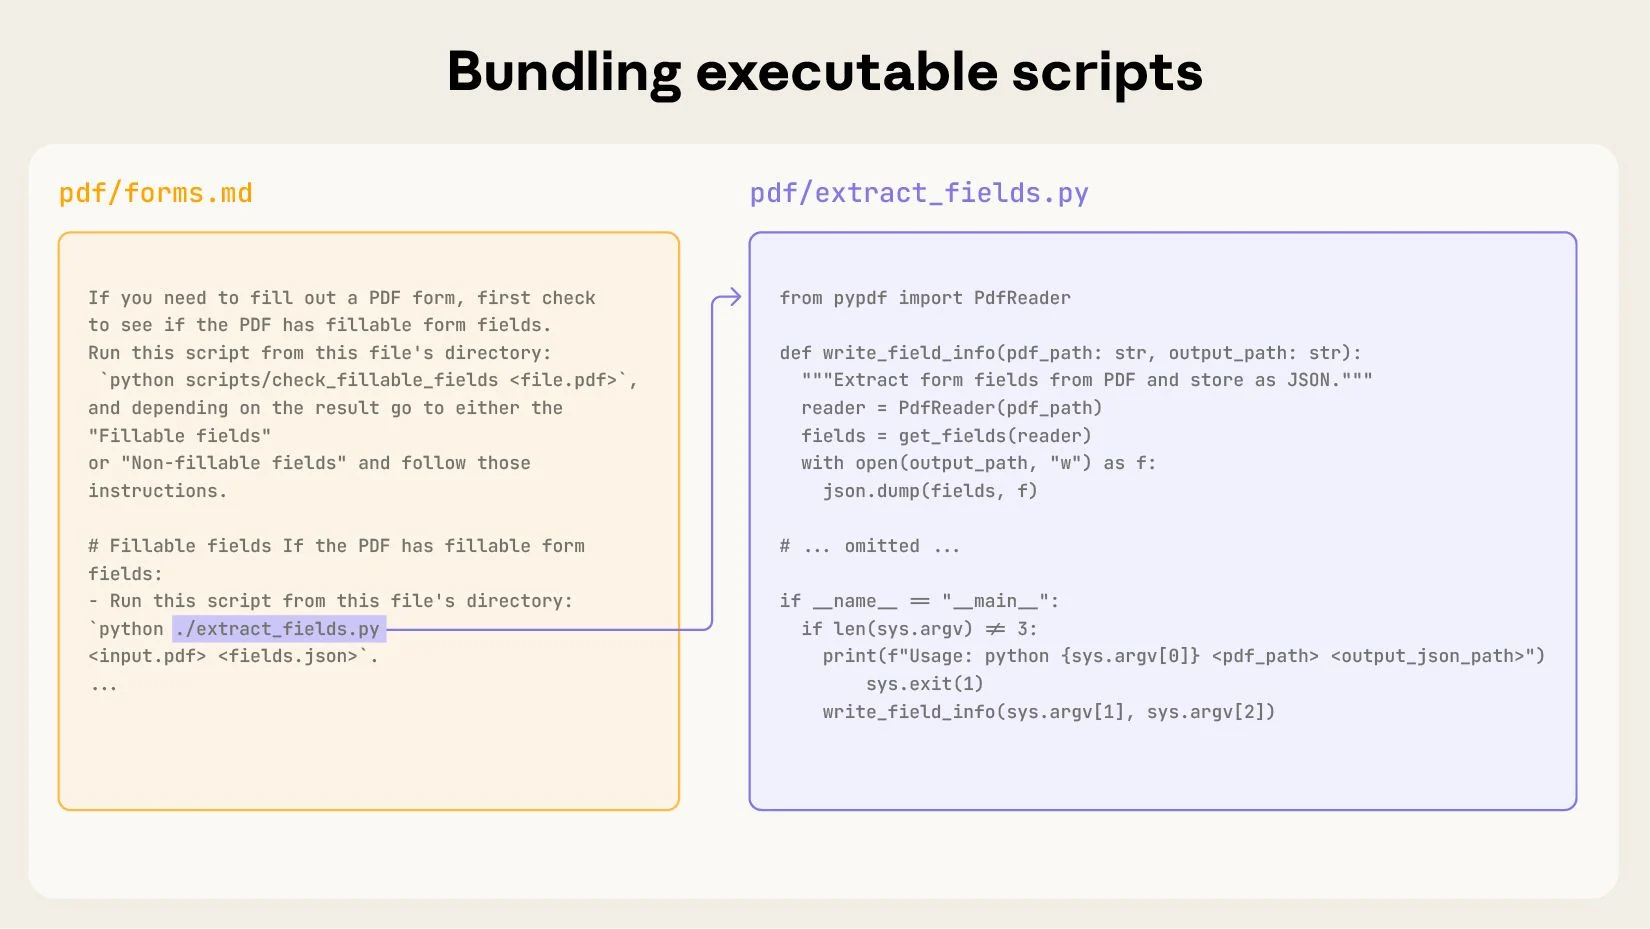 Bundling executable scripts
pdf/forms.md
If you need to fill out a PDF form, first check
to see if the PDF has fillable form fields.
Run this script from this file's directory:
`python scripts/check_fillable_fields <file.pdf>`,
and depending on the result go to either the
"Fillable fields"
or "Non-fillable fields" and follow those
instructions.
# Fillable fields If the PDF has fillable form
fields:
- Run this script from this file's directory:
`python ./extract_fields.py
<input.pdf> <fields.json>`.
...
pdf/extract_fields.py
from pypdf import PdfReader
def write_field_info(pdf_path: str, output_path: str):
"""Extract form fields from PDF and store as JSON."""
reader = PdfReader(pdf_path)
fields = get_fields(reader)
with open(output_path, "w") as f:
json.dump(fields, f)
# ... omitted ...
if __name__ == "__main__":
if len(sys.argv) ≠ 3:
print(f"Usage: python {sys.argv[0]} <pdf_path> <output_json_path>")
sys.exit(1)
write_field_info(sys.argv[1], sys.argv[2])